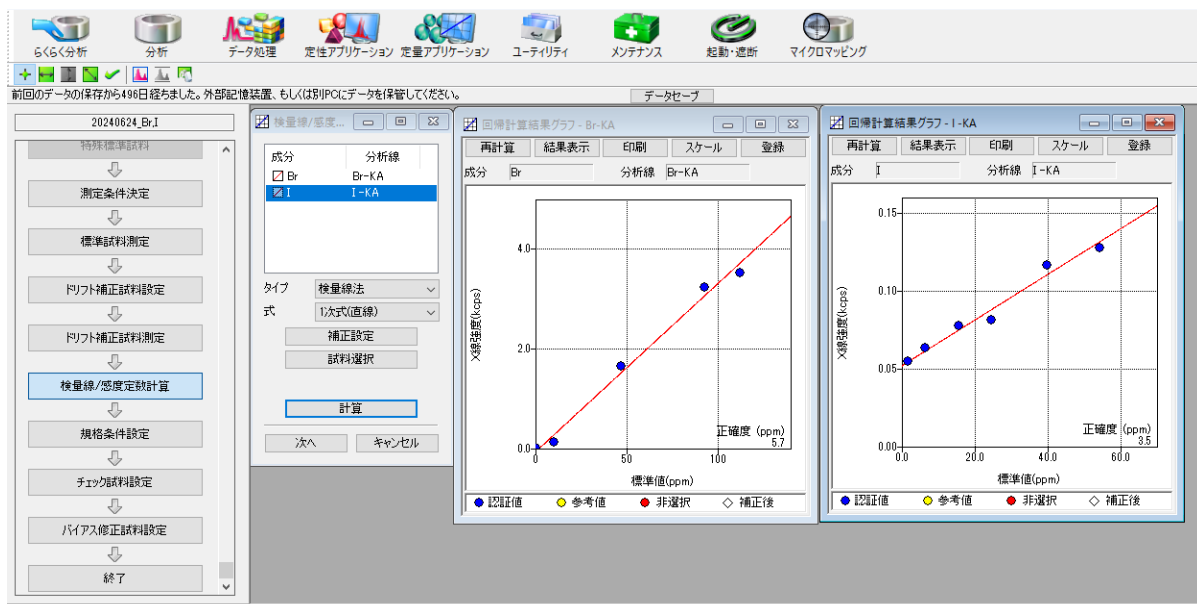 らくらく分析 分析 データ処理 定性アプリケーション 定量アプリケーション ユーティリティ メンテナンス 起動・遮断 マイクロマッピング
前回のデータの保存から496日経ちました。外部記憶装置、もしくは別PCにデータを保管してください。 データセーブ
20240624_Br,I
特殊標準試料
測定条件決定
標準試料測定
ドリフト補正試料設定
ドリフト補正試料測定
検量線/感度定数計算
規格条件設定
チェック試料設定
バイアス修正試料設定
終了
検量線/感度...
成分 分析線
Br Br-KA
I I-KA
タイプ 検量線法
式 1次式(直線)
補正設定
試料選択
計算
次へ キャンセル
回帰計算結果グラフ - Br-KA
再計算 結果表示 印刷 スケール 登録
成分 Br 分析線 Br-KA
X線強度(kcps)
4.0
2.0
0.0
0 50 100
正確度 (ppm)
5.7
標準値(ppm)
認証値 参考値 非選択 補正後
回帰計算結果グラフ - I-KA
再計算 結果表示 印刷 スケール 登録
成分 I 分析線 I-KA
X線強度(kcps)
0.15
0.10
0.05
0.00
0.0 20.0 40.0 60.0
正確度 (ppm)
3.5
標準値(ppm)
認証値 参考値 非選択 補正後